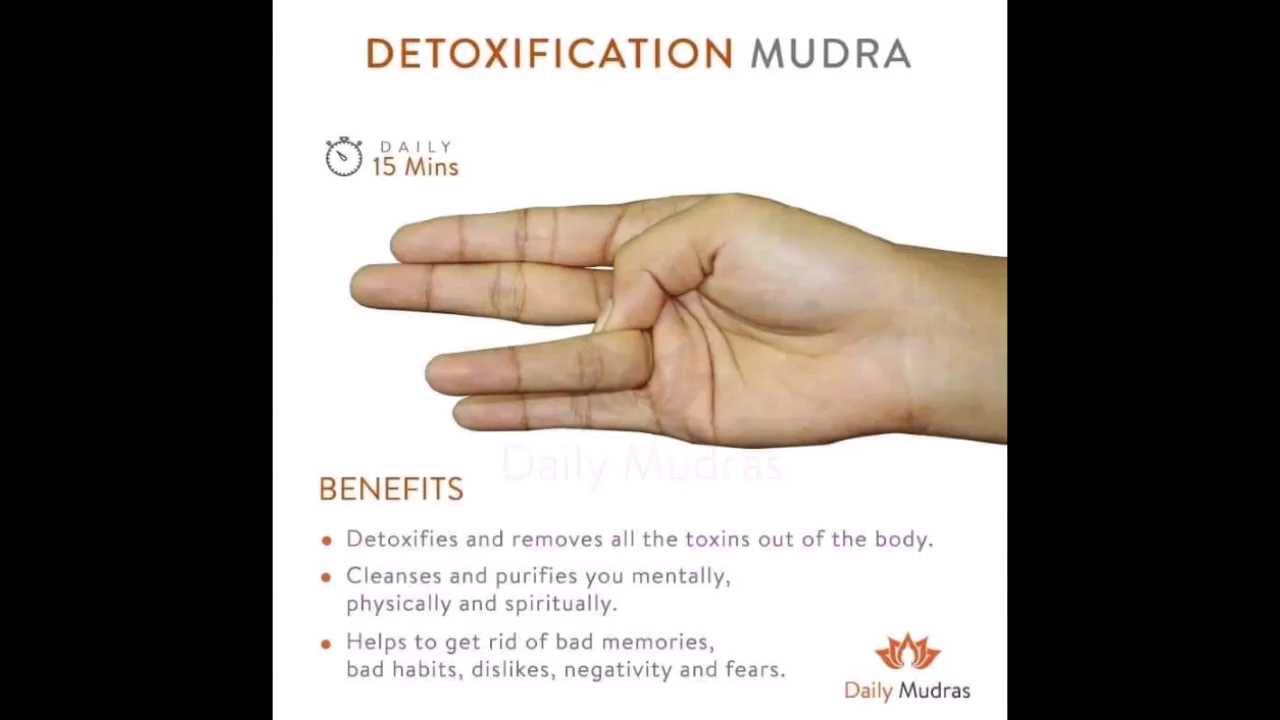 DETOXIFICATION MUDRA
DAILY
15 Mins
Daily Mudras
BENEFITS
Detoxifies and removes all the toxins out of the body.
Cleanses and purifies you mentally,
physically and spiritually.
Helps to get rid of bad memories,
bad habits, dislikes, negativity and fears.
Daily Mudras